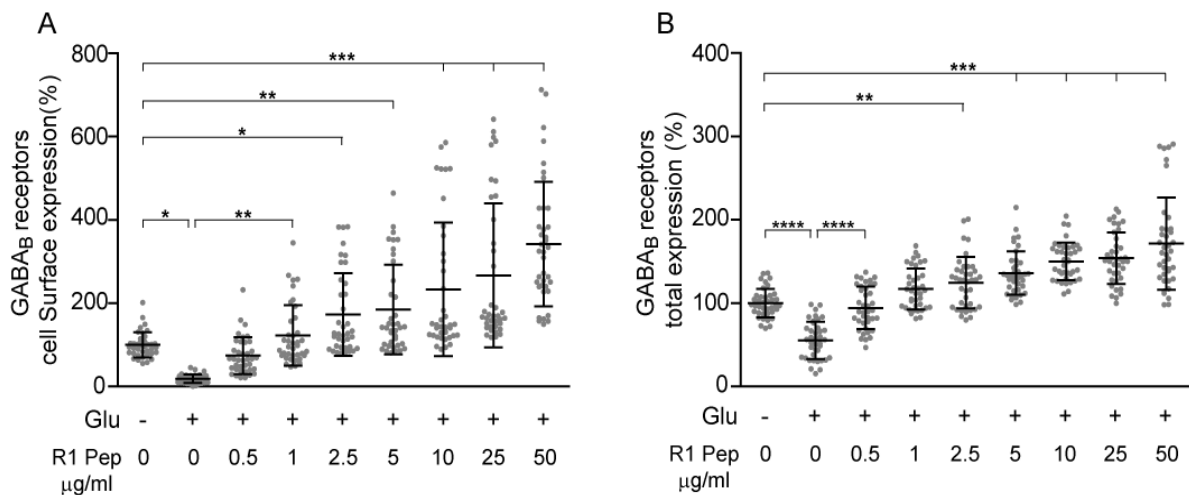 A
GABAB receptors
cell Surface expression(%)
800
600
400
200
0
***
**
*
* **
Glu - + + + + + + + +
R1 Pep 0 0 0.5 1 2.5 5 10 25 50
μg/ml
B
GABAB receptors
total expression (%)
400
300
200
100
0
***
**
**** ****
Glu - + + + + + + + +
R1 Pep 0 0 0.5 1 2.5 5 10 25 50
μg/ml